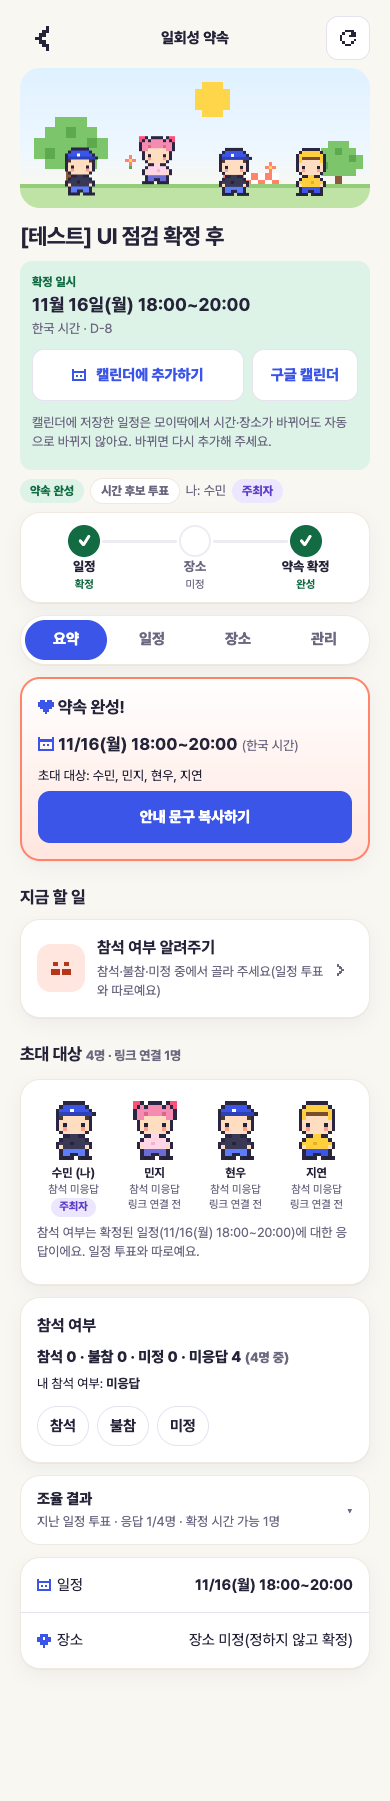 일회성 약속
[테스트] UI 점검 확정 후
확정 일시
11월 16일(월) 18:00~20:00
한국 시간 · D-8
캘린더에 추가하기
구글 캘린더
캘린더에 저장한 일정은 모이딱에서 시간·장소가 바뀌어도 자동
으로 바뀌지 않아요. 바뀌면 다시 추가해 주세요.
약속 완성
시간 후보 투표
나: 수민
주최자
일정
확정
장소
미정
약속 확정
완성
요약
일정
장소
관리
약속 완성!
11/16(월) 18:00~20:00 (한국 시간)
초대 대상: 수민, 민지, 현우, 지연
안내 문구 복사하기
지금 할 일
참석 여부 알려주기
참석·불참·미정 중에서 골라 주세요(일정 투표
와 따로예요)
초대 대상 4명 · 링크 연결 1명
수민 (나)
참석 미응답
주최자
민지
참석 미응답
링크 연결 전
현우
참석 미응답
링크 연결 전
지연
참석 미응답
링크 연결 전
참석 여부는 확정된 일정(11/16(월) 18:00~20:00)에 대한 응
답이에요. 일정 투표와 따로예요.
참석 여부
참석 0 · 불참 0 · 미정 0 · 미응답 4 (4명 중)
내 참석 여부: 미응답
참석
불참
미정
조율 결과
지난 일정 투표 · 응답 1/4명 · 확정 시간 가능 1명
일정
11/16(월) 18:00~20:00
장소
장소 미정(정하지 않고 확정)